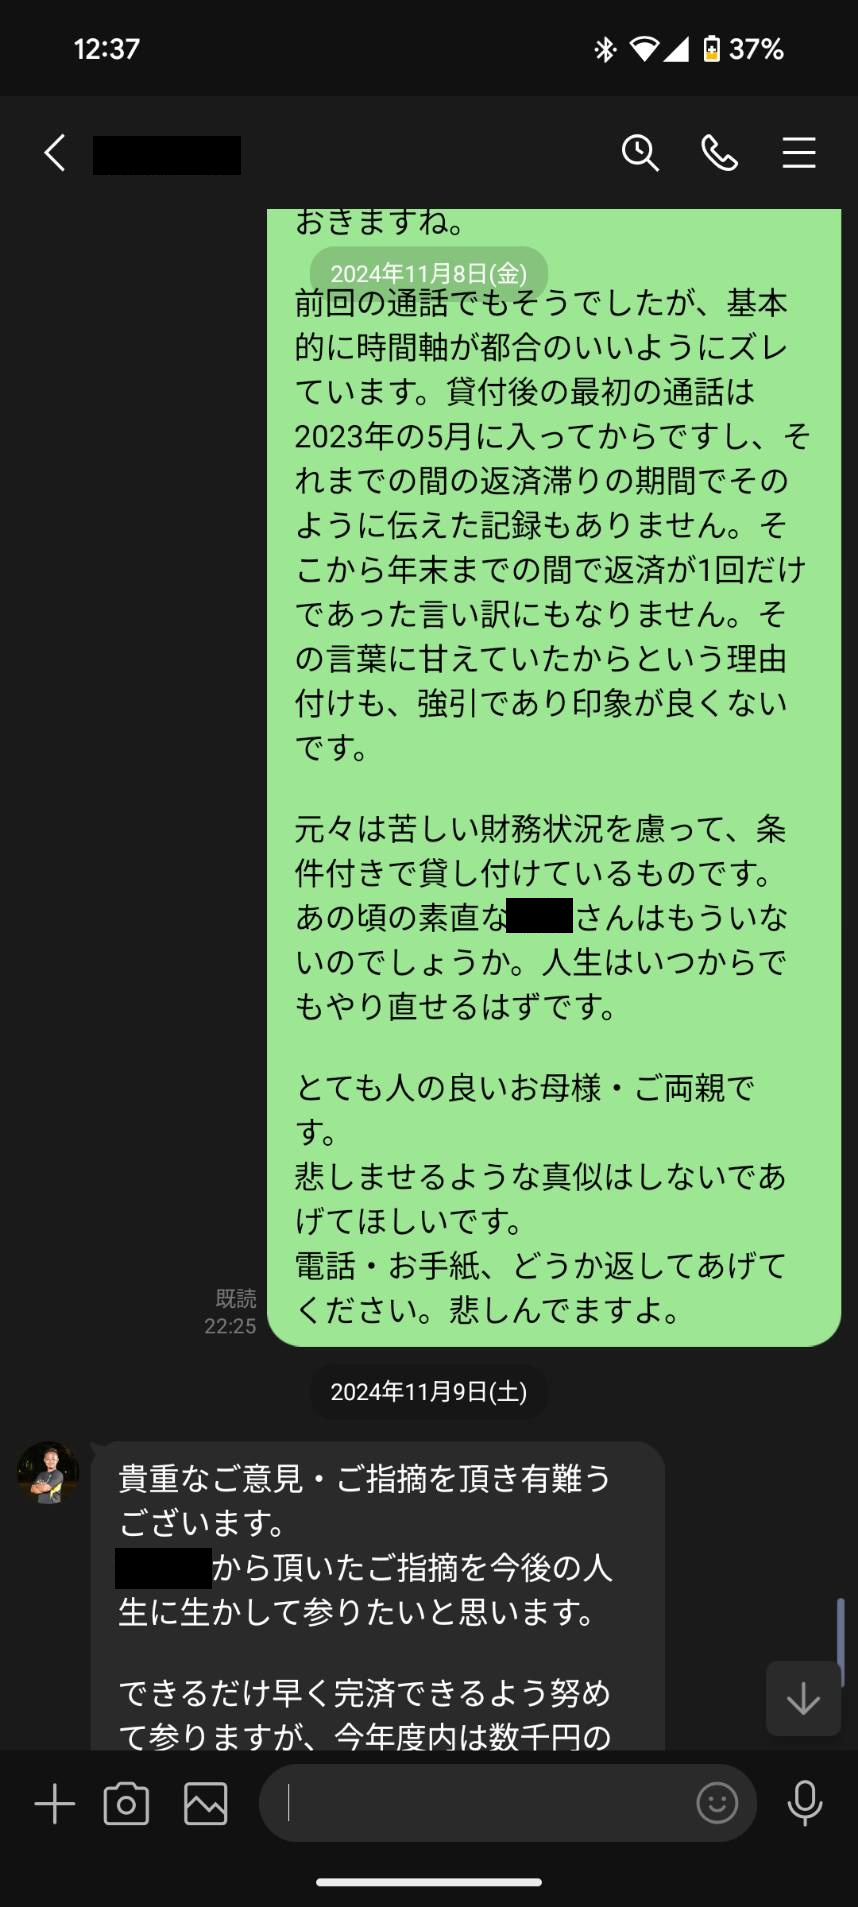 12:37
37%
おきますね。
2024年11月8日(金)
前回の通話でもそうでしたが、基本
的に時間軸が都合のいいようにズレ
ています。貸付後の最初の通話は
2023年の5月に入ってからですし、そ
れまでの間の返済滞りの期間でその
ように伝えた記録もありません。そ
こから年末までの間で返済が1回だけ
であった言い訳にもなりません。そ
の言葉に甘えていたからという理由
付けも、強引であり印象が良くない
です。
元々は苦しい財務状況を慮って、条
件付きで貸し付けているものです。
あの頃の素直な さんはもういな
いのでしょうか。人生はいつからで
もやり直せるはずです。
とても人の良いお母様・ご両親で
す。
悲しませるような真似はしないであ
げてほしいです。
電話・お手紙、どうか返してあげて
ください。悲しんでますよ。
既読
22:25
2024年11月9日(土)
貴重なご意見・ご指摘を頂き有難う
ございます。
から頂いたご指摘を今後の人
生に生かして参りたいと思います。
できるだけ早く完済できるよう努め
て参りますが、今年度内は数千円の